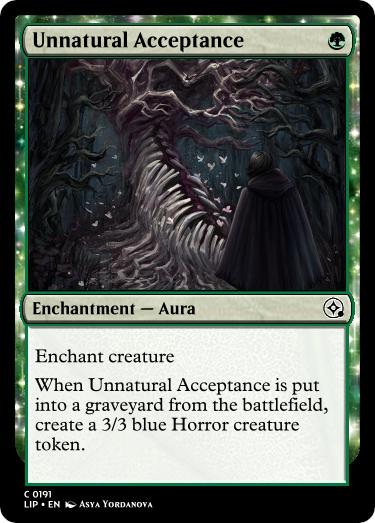 Unnatural Acceptance
Enchantment — Aura
Enchant creature
When Unnatural Acceptance is put
into a graveyard from the battlefield,
create a 3/3 blue Horror creature
token.
C 0191
LIP • EN Asya Yordanova